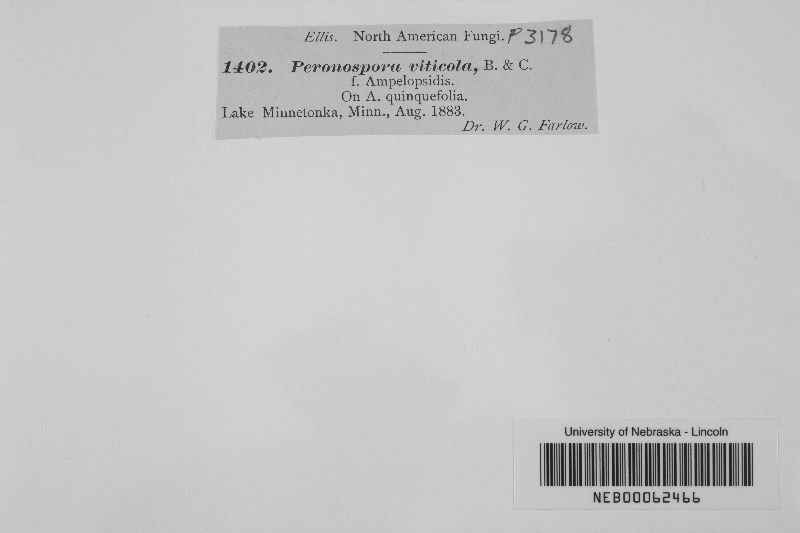 Ellis. North American Fungi. P3178
1402. Peronospora viticola, B. & C.
f. Ampelopsidis.
On A. quinquefolia.
Lake Minnetonka, Minn., Aug. 1883.
Dr. W. G. Farlow.
University of Nebraska - Lincoln
NEB00062466